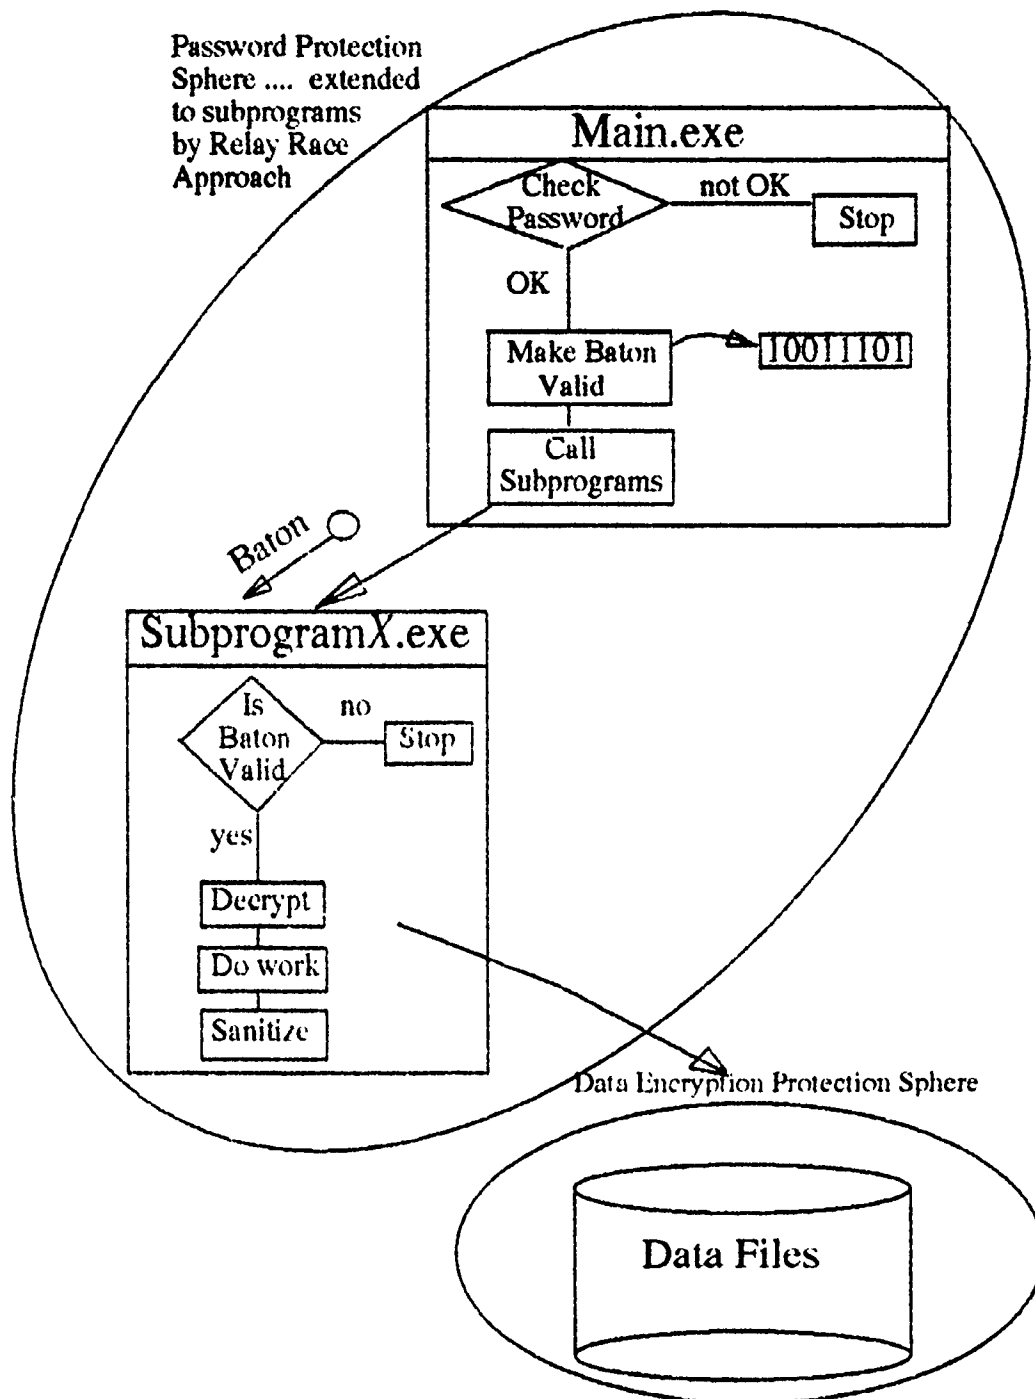 Password Protection
Sphere .... extended
to subprograms
by Relay Race
Approach
Main.exe
Check
Password
not OK
Stop
OK
Make Baton
Valid
10011101
Call
Subprograms
Baton
SubprogramX.exe
Is
Baton
Valid
no
Stop
yes
Decrypt
Do work
Sanitize
Data Encryption Protection Sphere
Data Files